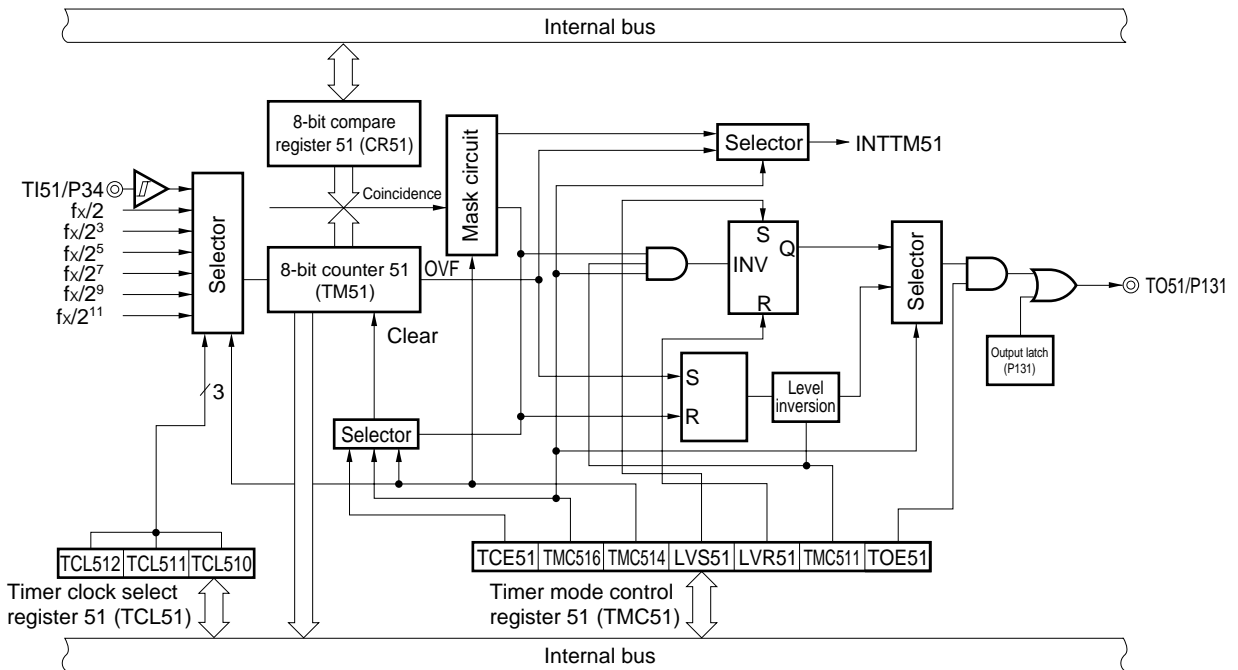 Internal bus
8-bit compare
register 51 (CR51)
Mask circuit
Selector
INTTM51
TI51/P34
fx/2
fx/2³
fx/2⁵
fx/2⁷
fx/2⁹
fx/2¹¹
Selector
Coincidence
8-bit counter 51
(TM51)
OVF
Clear
S
Q
INV
R
Selector
TO51/P131
Output latch
(P131)
3
S
R
Level
inversion
Selector
TCL512 TCL511 TCL510
Timer clock select
register 51 (TCL51)
TCE51 TMC516 TMC514 LVS51 LVR51 TMC511 TOE51
Timer mode control
register 51 (TMC51)
Internal bus